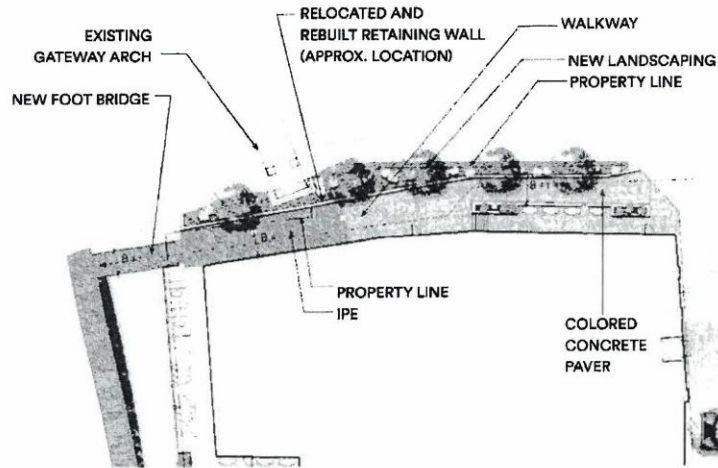 EXISTING
GATEWAY ARCH
RELOCATED AND
REBUILT RETAINING WALL
(APPROX. LOCATION)
WALKWAY
NEW LANDSCAPING
PROPERTY LINE
NEW FOOT BRIDGE
PROPERTY LINE
IPE
COLORED
CONCRETE
PAVER